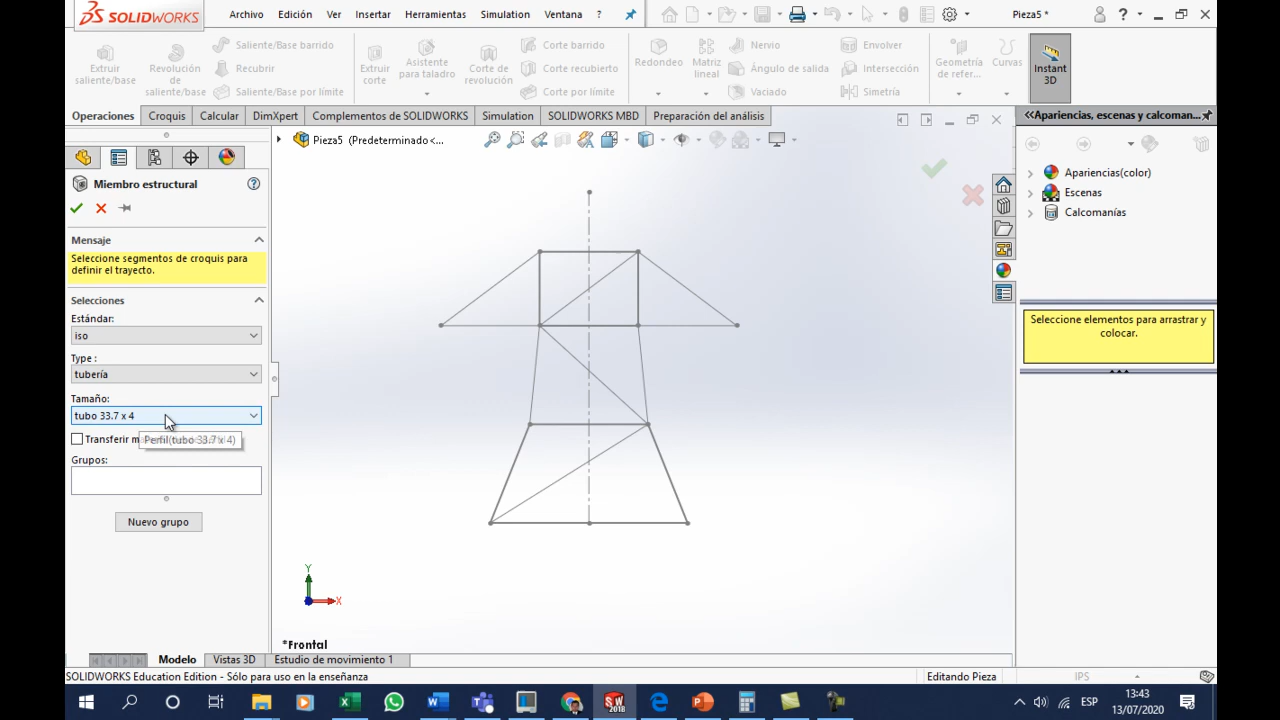 SOLIDWORKS
Archivo Edición Ver Insertar Herramientas Simulation Ventana ? Pieza5 * ?
Extruir saliente/base
Revolución de saliente/base
Saliente/Base barrido
Recubrir
Saliente/Base por límite
Extruir corte
Asistente para taladro
Corte de revolución
Corte barrido
Corte recubierto
Corte por límite
Redondeo
Matriz lineal
Nervio
Ángulo de salida
Vaciado
Envolver
Intersección
Simetría
Geometría de refer...
Curvas
Instant 3D
Operaciones Croquis Calcular DimXpert Complementos de SOLIDWORKS Simulation SOLIDWORKS MBD Preparación del análisis
<<Apariencias, escenas y calcoman...
Pieza5 (Predeterminado <...
Miembro estructural
Mensaje
Seleccione segmentos de croquis para
definir el trayecto.
Selecciones
Estándar:
iso
Type :
tubería
Tamaño:
tubo 33.7 x 4
Transferir m
Perfil(tubo 33.7 x 4)
Grupos:
Nuevo grupo
Apariencias(color)
Escenas
Calcomanías
Seleccione elementos para arrastrar y
colocar.
Y
X
*Frontal
Modelo Vistas 3D Estudio de movimiento 1
SOLIDWORKS Education Edition - Sólo para uso en la enseñanza Editando Pieza IPS
ESP
13:43
13/07/2020
SW
2018